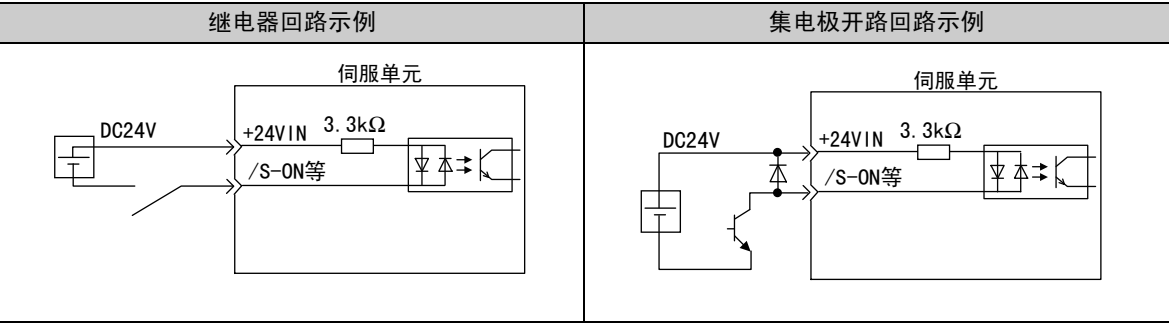 继电器回路示例
集电极开路回路示例
伺服单元
DC24V
+24VIN
3.3kΩ
/S-ON等
伺服单元
DC24V
+24VIN
3.3kΩ
/S-ON等